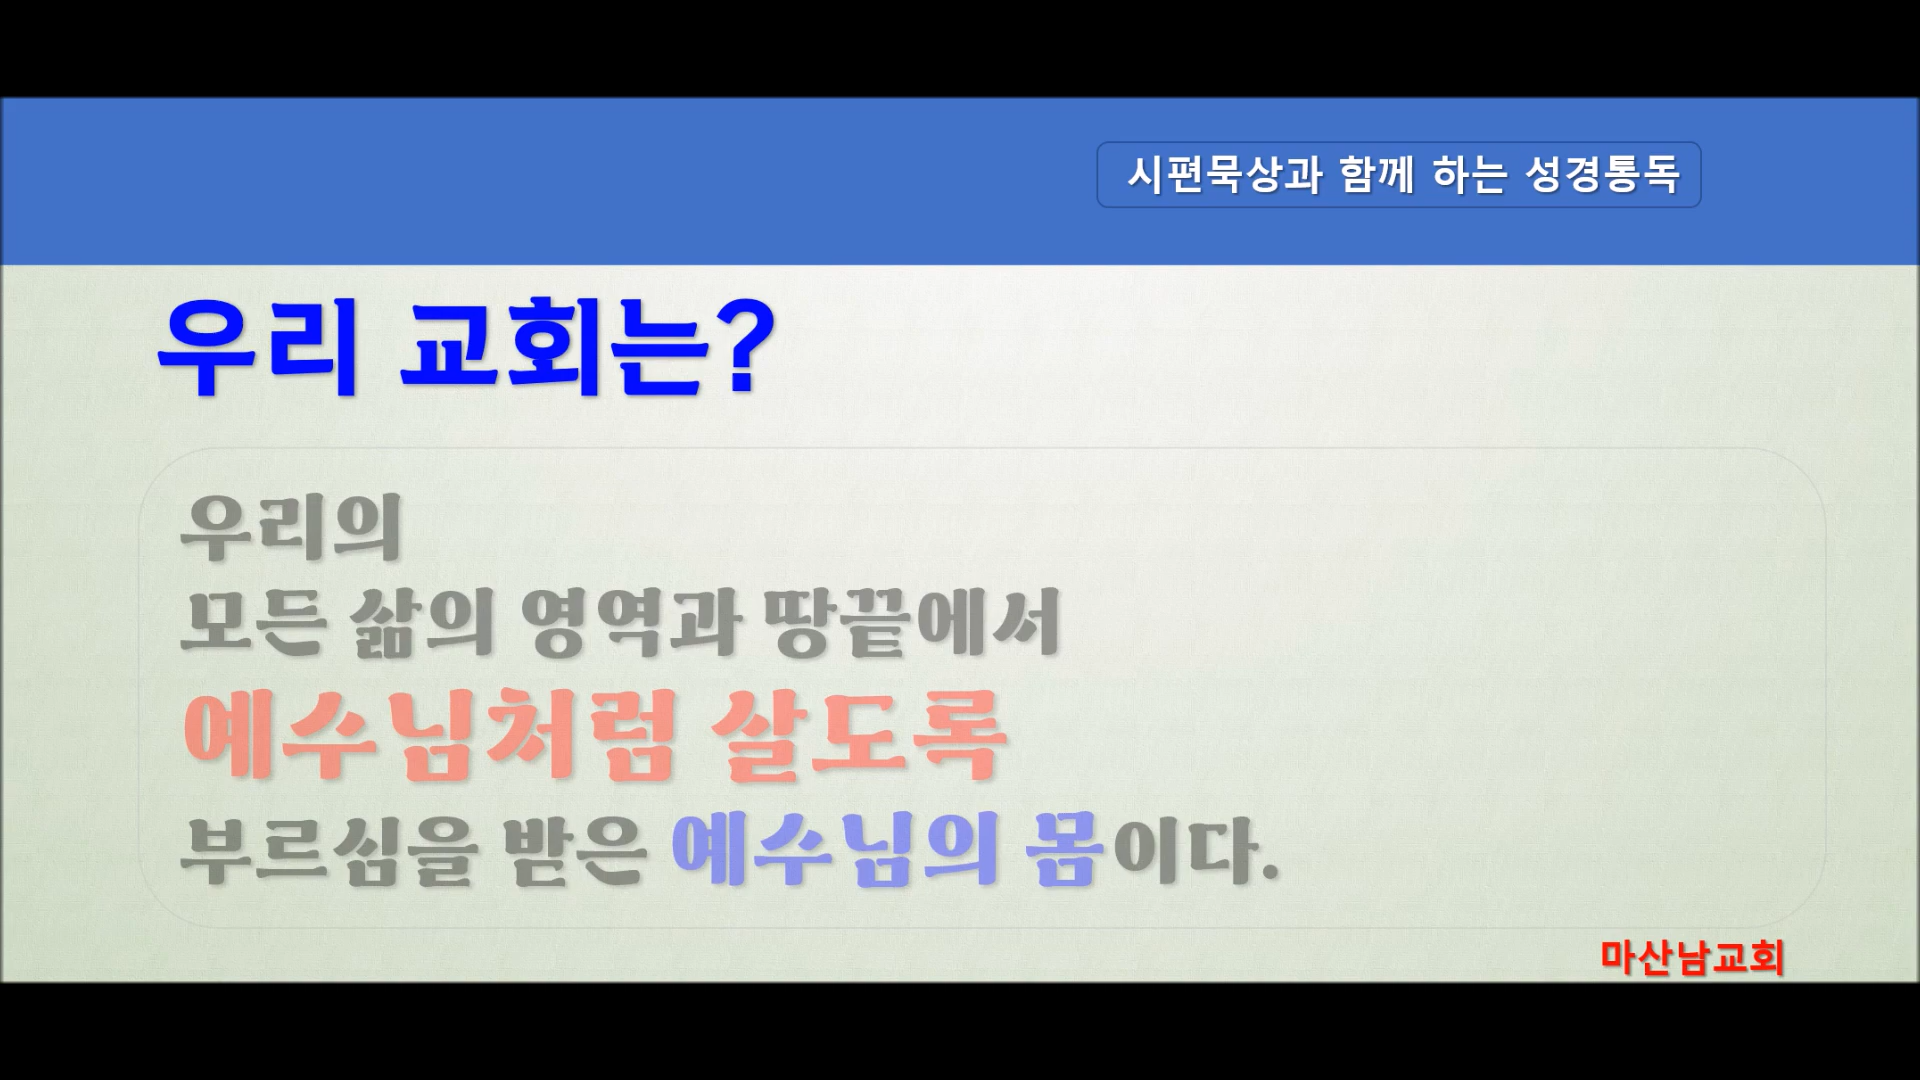 시편묵상과 함께 하는 성경통독
우리 교회는?
우리의
모든 삶의 영역과 땅끝에서
예수님처럼 살도록
부르심을 받은 예수님의 몸이다.
마산남교회